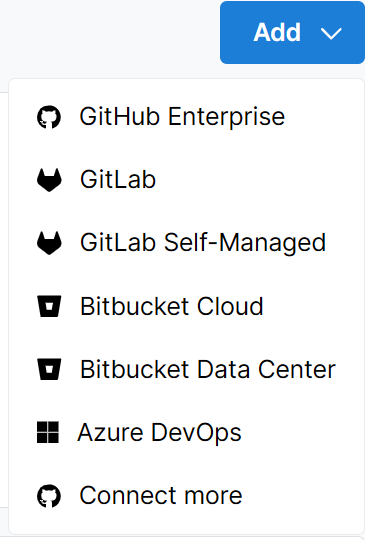 Add
GitHub Enterprise
GitLab
GitLab Self-Managed
Bitbucket Cloud
Bitbucket Data Center
Azure DevOps
Connect more